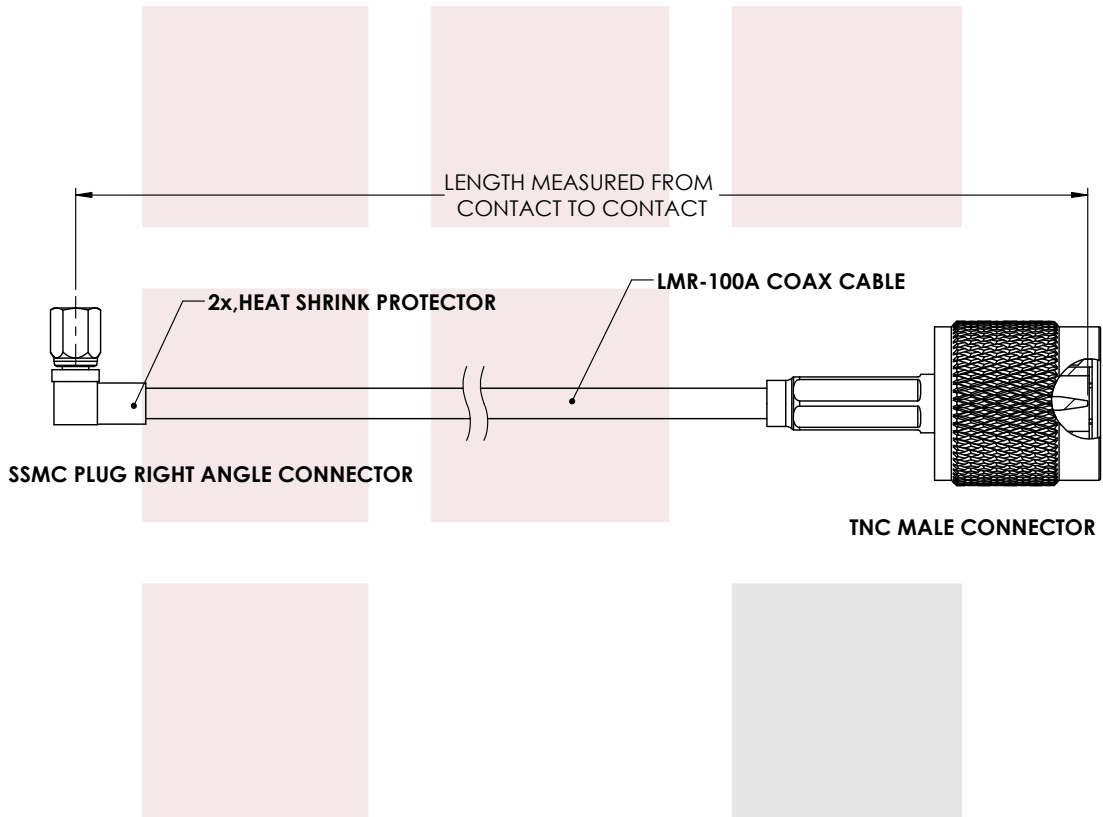 LENGTH MEASURED FROM
CONTACT TO CONTACT
LMR-100A COAX CABLE
2x,HEAT SHRINK PROTECTOR
SSMC PLUG RIGHT ANGLE CONNECTOR
TNC MALE CONNECTOR